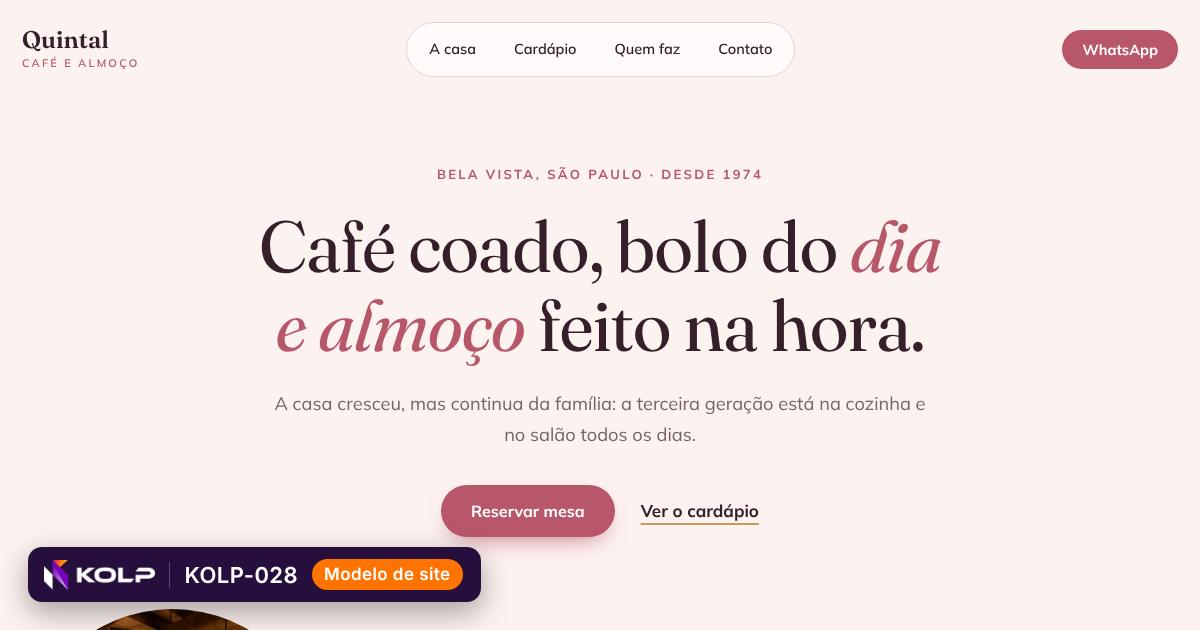 Quintal
CAFÉ E ALMOÇO
A casa
Cardápio
Quem faz
Contato
WhatsApp
BELA VISTA, SÃO PAULO · DESDE 1974
Café coado, bolo do dia
e almoço feito na hora.
A casa cresceu, mas continua da família: a terceira geração está na cozinha e
no salão todos os dias.
Reservar mesa
Ver o cardápio
KOLP
KOLP-028
Modelo de site